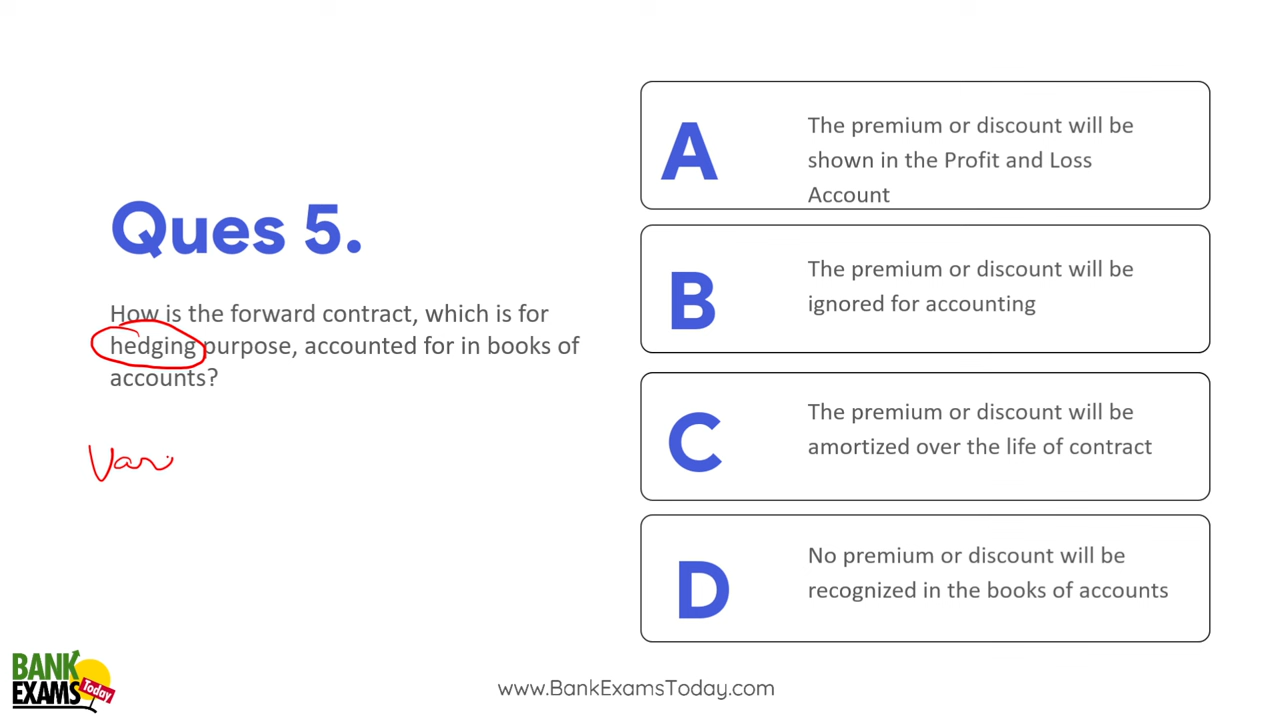 Ques 5.
How is the forward contract, which is for
hedging purpose, accounted for in books of
accounts?
Vari
A
The premium or discount will be
shown in the Profit and Loss
Account
B
The premium or discount will be
ignored for accounting
C
The premium or discount will be
amortized over the life of contract
D
No premium or discount will be
recognized in the books of accounts
BANK
EXAMS
Today
www.BankExamsToday.com